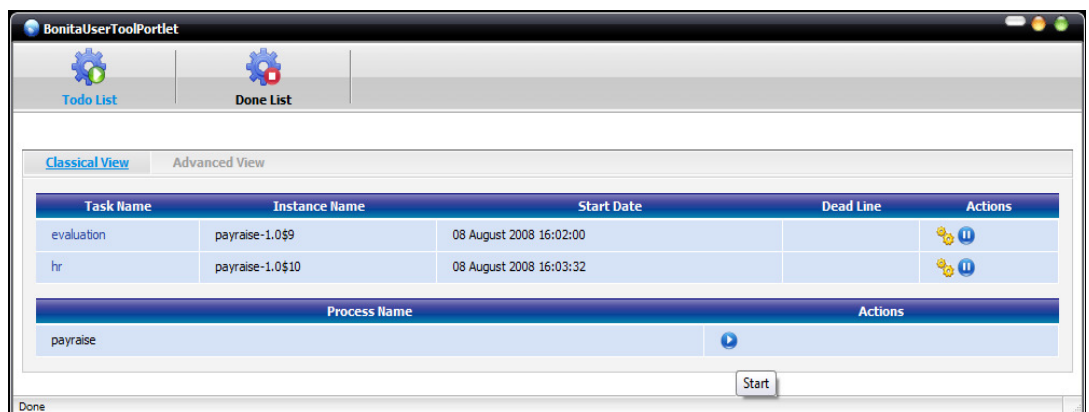 BonitaUserToolPortlet
Todo List Done List
Classical View Advanced View
Task Name Instance Name Start Date Dead Line Actions
evaluation payraise-1.0$9 08 August 2008 16:02:00
hr payraise-1.0$10 08 August 2008 16:03:32
Process Name Actions
payraise
Start
Done